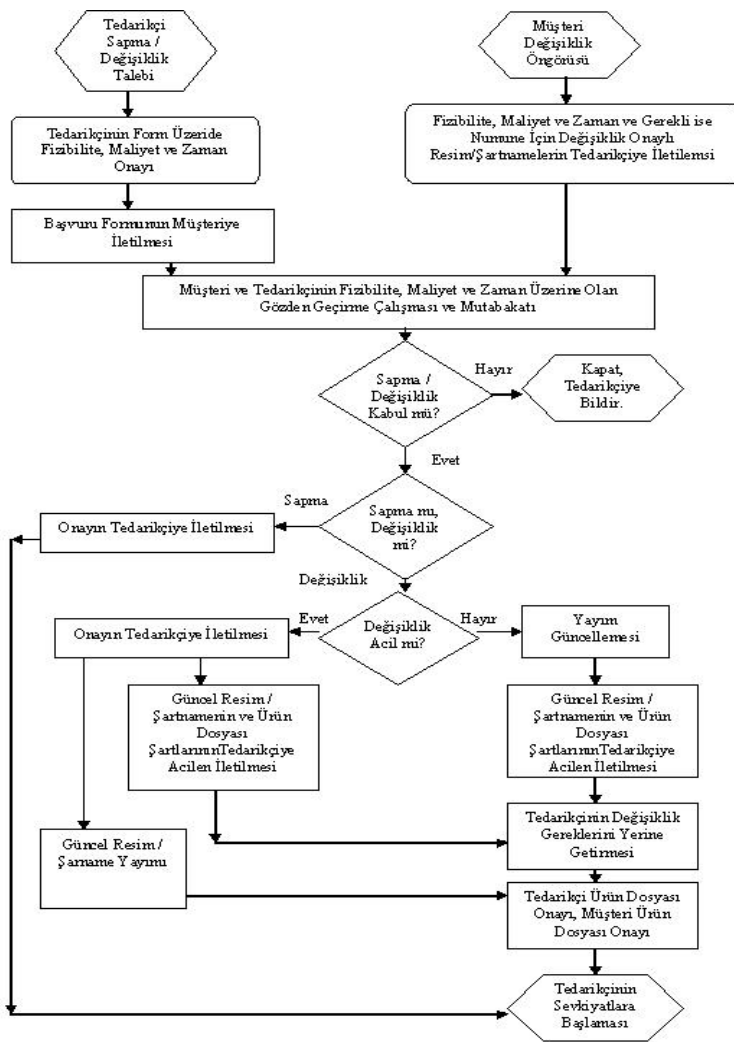 Tedarikçi
Sapma /
Değişiklik
Talebi
Müşteri
Değişiklik
Öngörüsü
Tedarikçinin Form Üzeride
Fizibilite, Maliyet ve Zaman
Onayı
Fizibilite, Maliyet ve Zaman ve Gerekli ise
Numune İçin Değişiklik Onaylı
Resim/Şartnamelerin Tedarikçiye İletilemsi
Başvuru Formunun Müşteriye
İletilmesi
Müşteri ve Tedarikçinin Fizibilite, Maliyet ve Zaman Üzerine Olan
Gözden Geçirme Çalışması ve Mutabakatı
Sapma /
Değişiklik
Kabul mü?
Hayır
Kapat,
Tedarikçiye
Bildir.
Evet
Sapma mı,
Değişiklik
mi?
Sapma
Onayın Tedarikçiye İletilmesi
Değişiklik
Değişiklik
Acil mi?
Evet
Hayır
Onayın Tedarikçiye İletilmesi
Yayım
Güncellemesi
Güncel Resim /
Şartnamenin ve Ürün
Dosyası
ŞartlarınınTedarikçiye
Acilen İletilmesi
Güncel Resim /
Şartnamenin ve Ürün
Dosyası
ŞartlarınınTedarikçiye
Acilen İletilmesi
Güncel Resim /
Şarname Yayımı
Tedarikçinin Değişiklik
Gereklerini Yerine
Getirmesi
Tedarikçi Ürün Dosyası
Onayı, Müşteri Ürün
Dosyası Onayı
Tedarikçinin
Sevkiyatlara
Başlaması